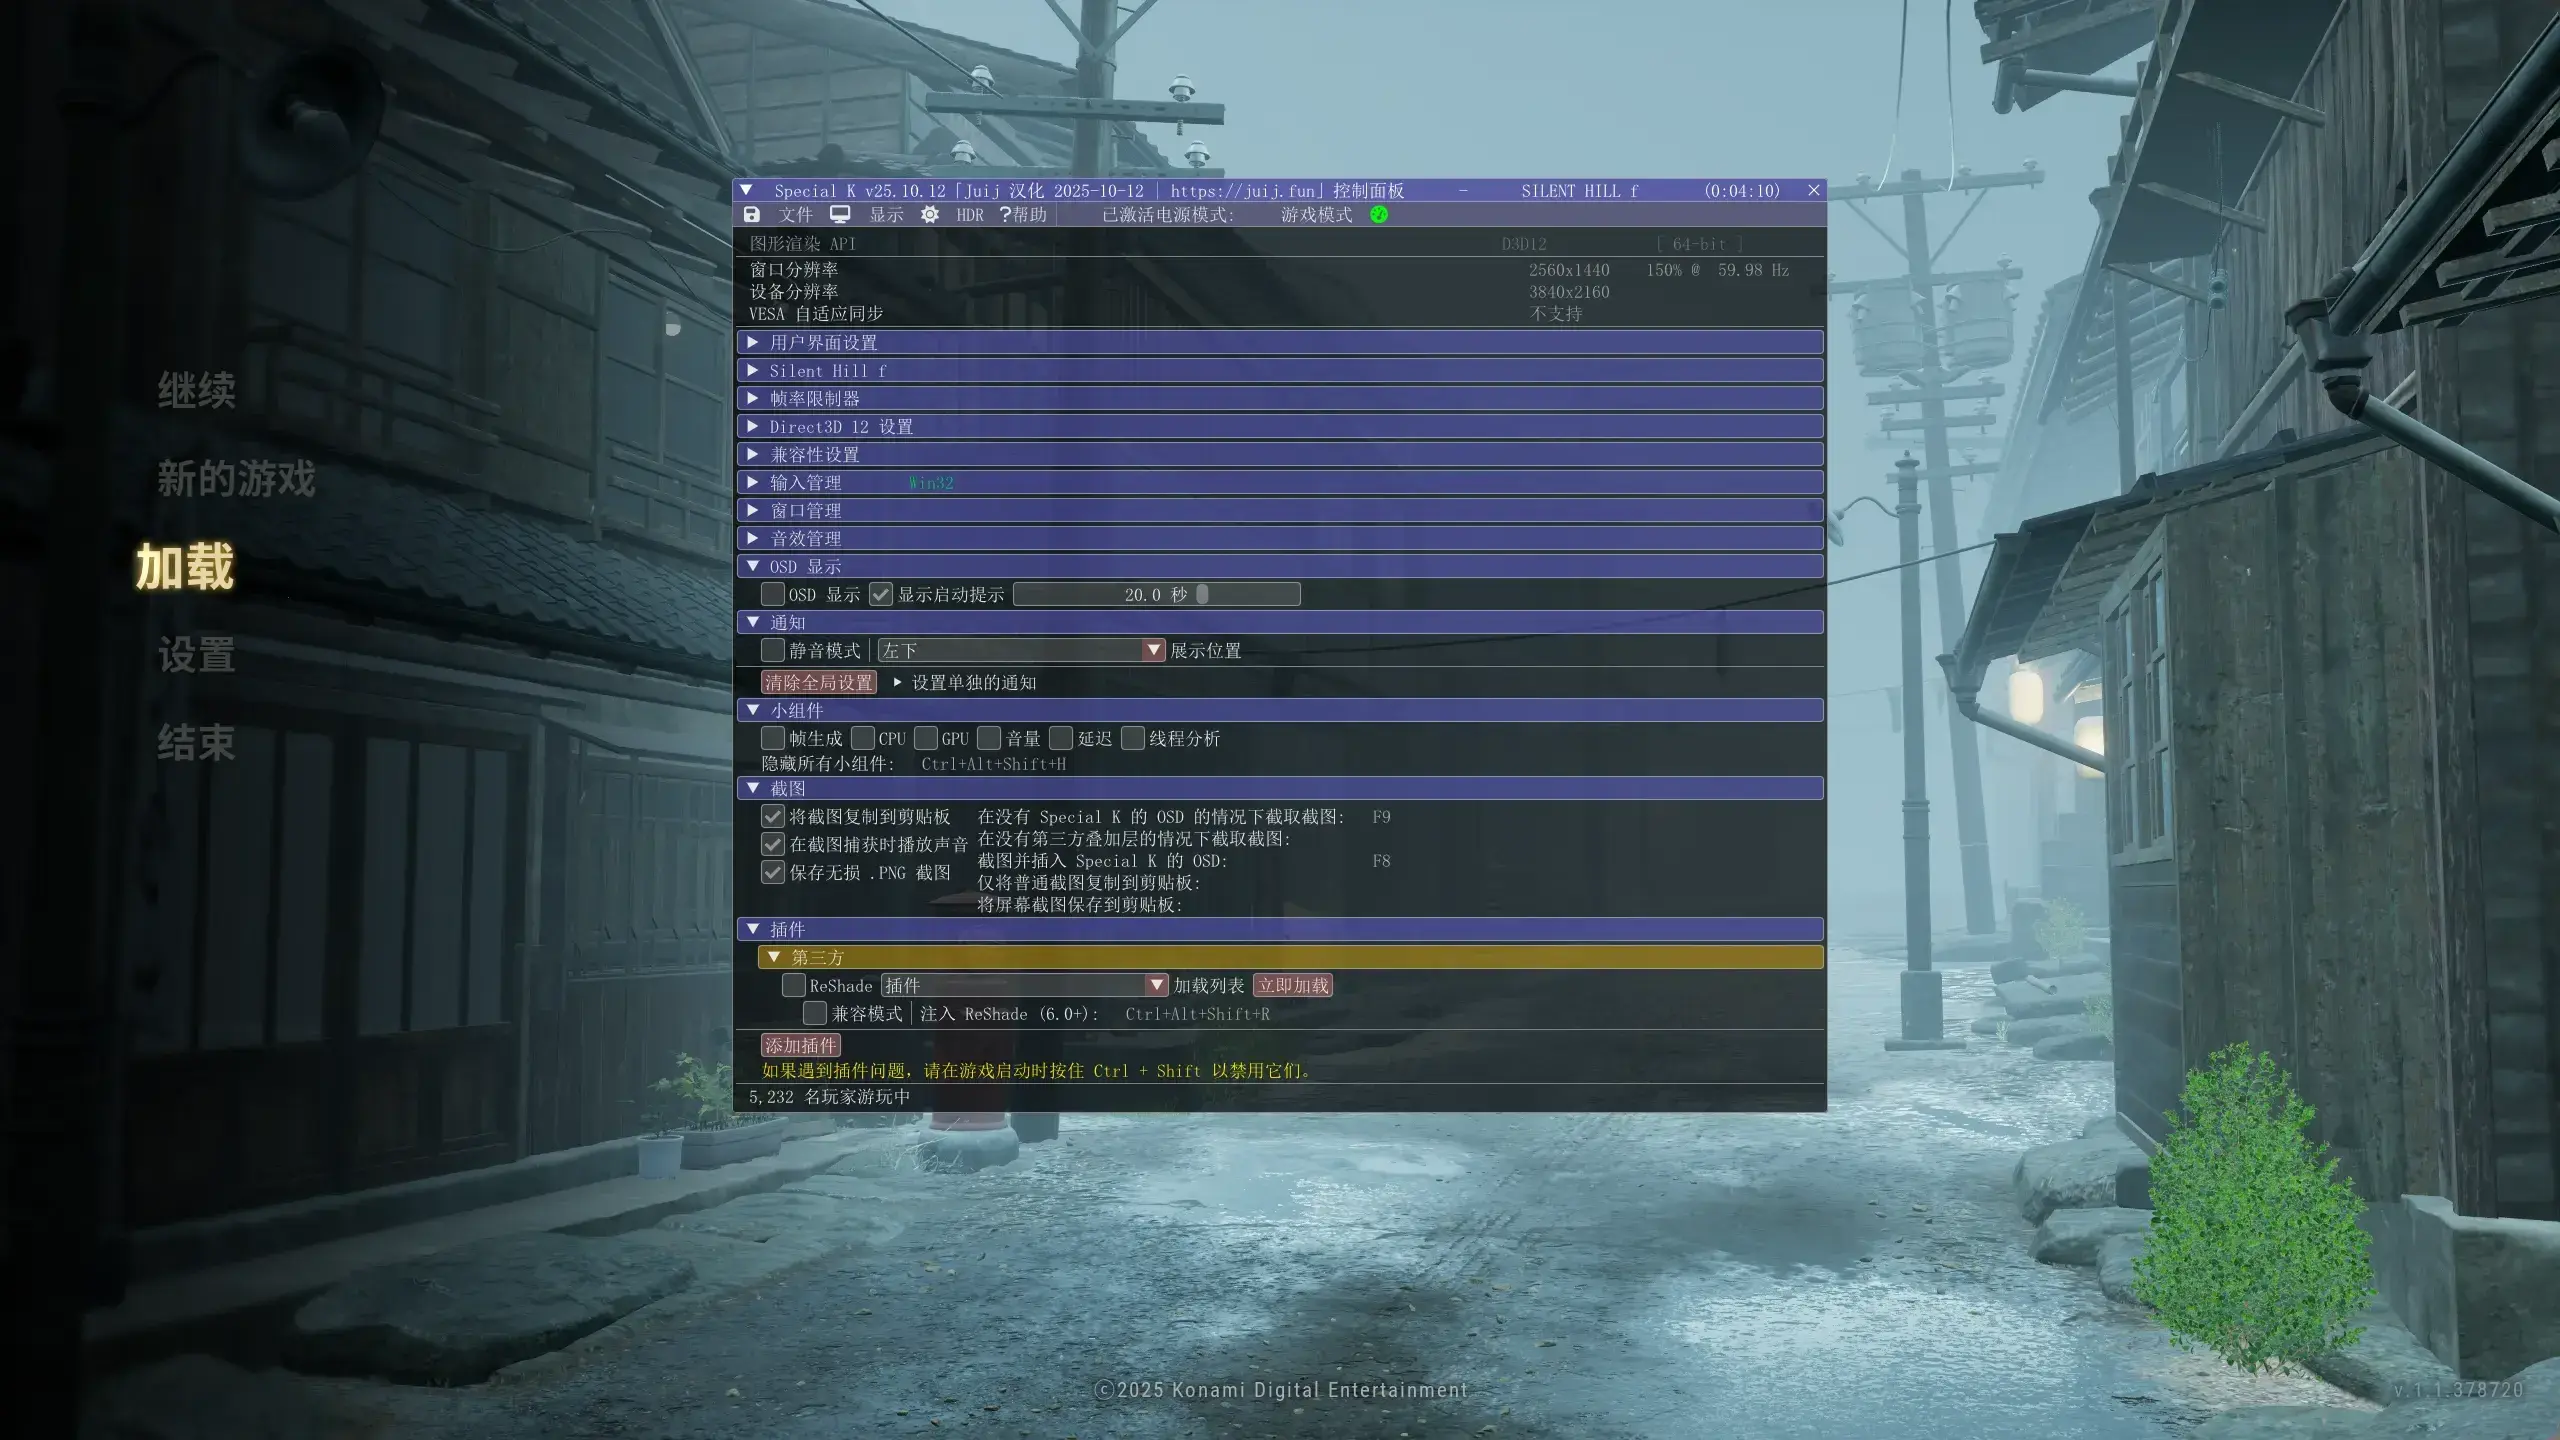 Special K v25.10.12「Juij 汉化 2025-10-12 | https://juij.fun」控制面板 - SILENT HILL f (0:04:10)
文件 显示 HDR ?帮助 已激活电源模式: 游戏模式
图形渲染 API D3D12 [ 64-bit ]
窗口分辨率 2560x1440 150% @ 59.98 Hz
设备分辨率 3840x2160
VESA 自适应同步 不支持
用户界面设置
Silent Hill f
帧率限制器
Direct3D 12 设置
兼容性设置
输入管理 Win32
窗口管理
音效管理
OSD 显示
OSD 显示 显示启动提示 20.0 秒
通知
静音模式 左下 展示位置
清除全局设置 设置单独的通知
小组件
帧生成 CPU GPU 音量 延迟 线程分析
隐藏所有小组件: Ctrl+Alt+Shift+H
截图
将截图复制到剪贴板 在没有 Special K 的 OSD 的情况下截取截图: F9
在没有第三方叠加层的情况下截取截图:
在截图捕获时播放声音
截图并插入 Special K 的 OSD: F8
保存无损 .PNG 截图
仅将普通截图复制到剪贴板:
将屏幕截图保存到剪贴板:
插件
第三方
ReShade 插件 加载列表 立即加载
兼容模式 注入 ReShade (6.0+): Ctrl+Alt+Shift+R
添加插件
如果遇到插件问题，请在游戏启动时按住 Ctrl + Shift 以禁用它们。
5,232 名玩家游玩中
继续
新的游戏
加载
设置
结束
©2025 Konami Digital Entertainment
v.1.1.378720